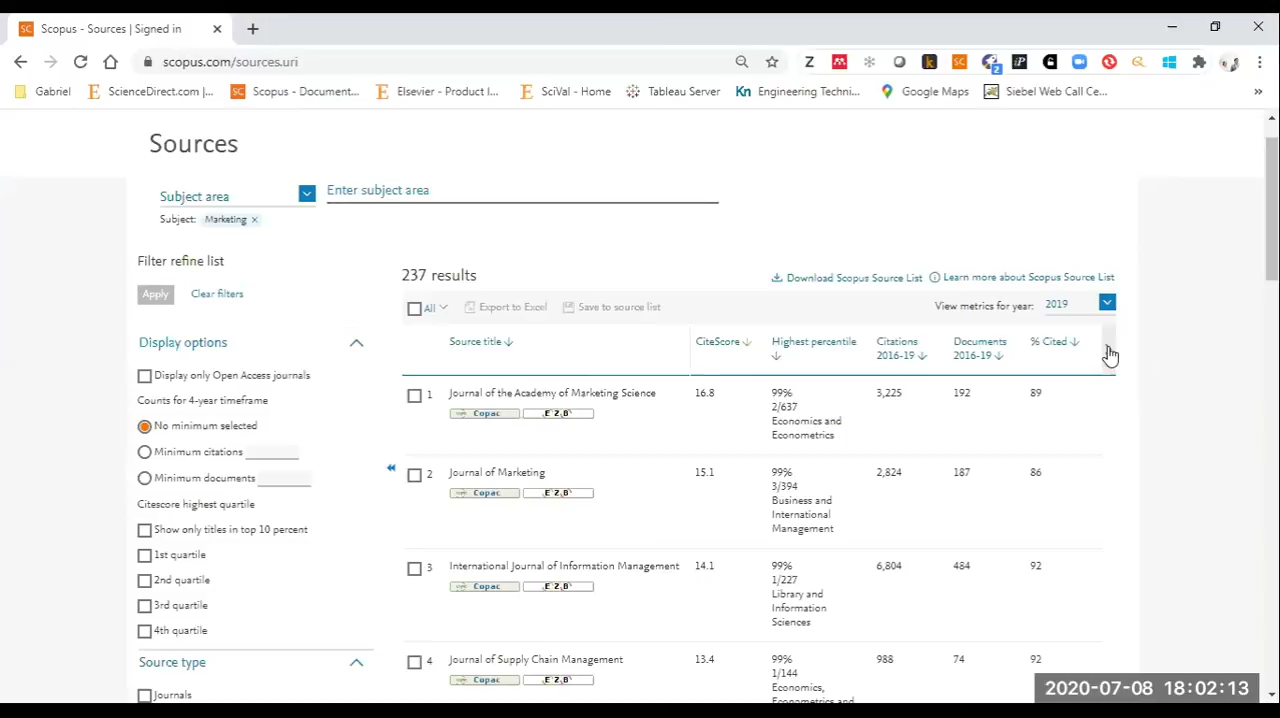 Scopus - Sources | Signed in
scopus.com/sources.uri
Gabriel
ScienceDirect.com |...
Scopus - Document...
Elsevier - Product I...
SciVal - Home
Tableau Server
Kn Engineering Techni...
Google Maps
Siebel Web Call Ce...
Sources
Subject area
Enter subject area
Subject: Marketing ×
Filter refine list
Apply
Clear filters
237 results
Download Scopus Source List
Learn more about Scopus Source List
All
Export to Excel
Save to source list
View metrics for year: 2019
Display options
Display only Open Access journals
Counts for 4-year timeframe
No minimum selected
Minimum citations
Minimum documents
Citescore highest quartile
Show only titles in top 10 percent
1st quartile
2nd quartile
3rd quartile
4th quartile
Source type
Journals
Source title↓ CiteScore↓ Highest percentile↓ Citations 2016-19↓ Documents 2016-19↓ % Cited↓
1 Journal of the Academy of Marketing Science 16.8 99% 3,225 192 89
2/637
Economics and
Econometrics
Copac
2 Journal of Marketing 15.1 99% 2,824 187 86
3/394
Business and
International
Management
Copac
3 International Journal of Information Management 14.1 99% 6,804 484 92
1/227
Library and
Information
Sciences
Copac
4 Journal of Supply Chain Management 13.4 99% 988 74 92
1/144
Economics,
Econometrics and
Copac
2020-07-08 18:02:13